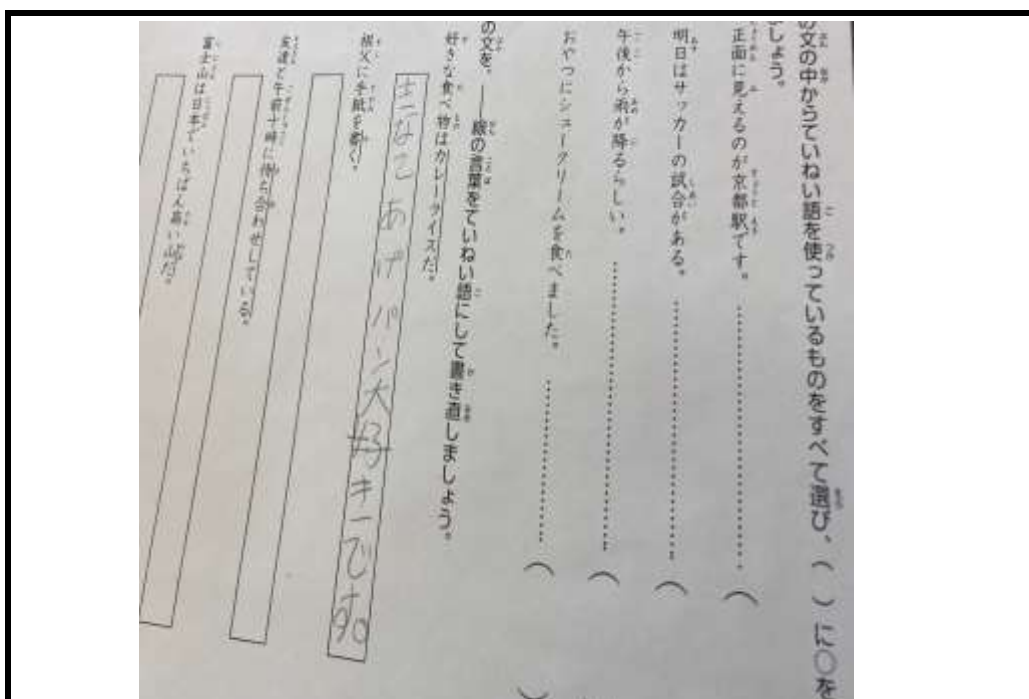 の文の中からていねい語を使っているものをすべて選び、（　）に○を
しょう。
正面に見えるのが京都駅です。（
明日はサッカーの試合がある。（
午後から雨が降るらしい。（
おやつにシュークリームを食べました。（
の文を、――線の言葉をていねい語にして書き直しましょう。
好きな食べ物はカレーライスだ。
きなこあげパン大好キーです。
祖父に手紙を書く。
友達と午前十時に待ち合わせしている。
富士山は日本でいちばん高い山だ。